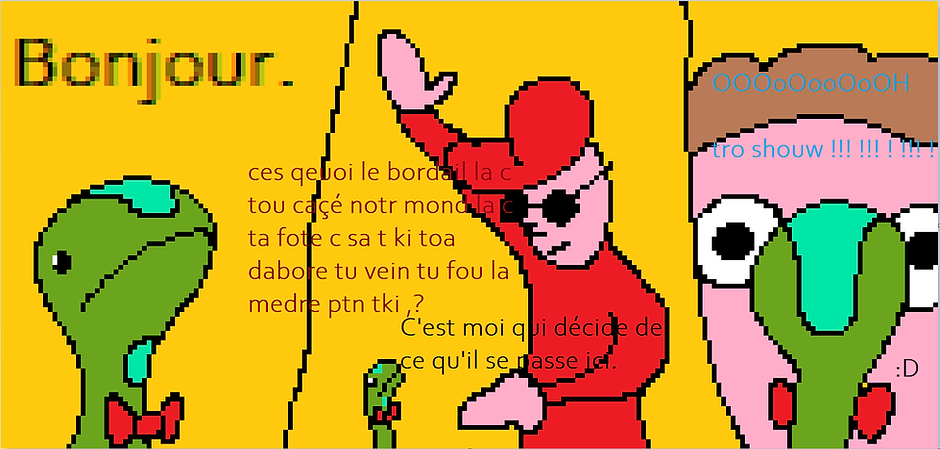 Bonjour.
ces qeuoi le bordail la c
tou caçé notr mond la c
ta fote c sa t ki toa
dabore tu vein tu fou la
medre ptn tki ,?
C'est moi qui décide de
ce qu'il se passe ici.
OOOoOooOoOH
tro shouw !!! !!! ! !!! !
:D